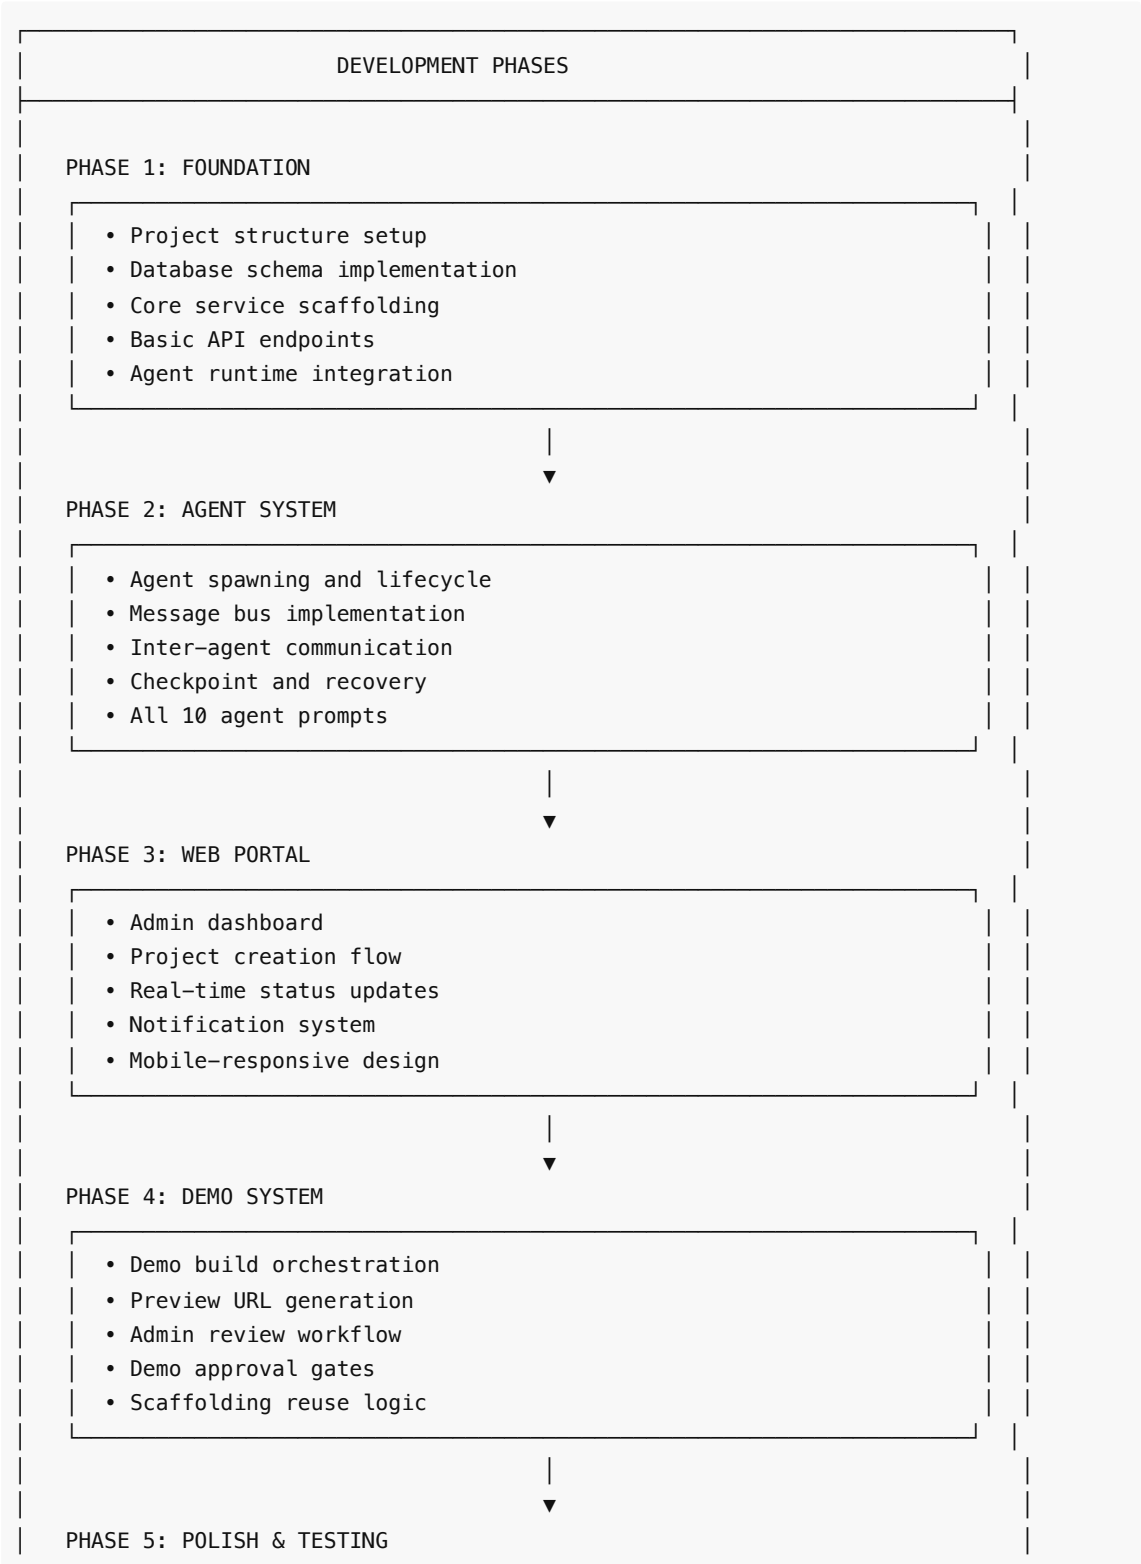 DEVELOPMENT PHASES
PHASE 1: FOUNDATION
• Project structure setup
• Database schema implementation
• Core service scaffolding
• Basic API endpoints
• Agent runtime integration
PHASE 2: AGENT SYSTEM
• Agent spawning and lifecycle
• Message bus implementation
• Inter-agent communication
• Checkpoint and recovery
• All 10 agent prompts
PHASE 3: WEB PORTAL
• Admin dashboard
• Project creation flow
• Real-time status updates
• Notification system
• Mobile-responsive design
PHASE 4: DEMO SYSTEM
• Demo build orchestration
• Preview URL generation
• Admin review workflow
• Demo approval gates
• Scaffolding reuse logic
PHASE 5: POLISH & TESTING